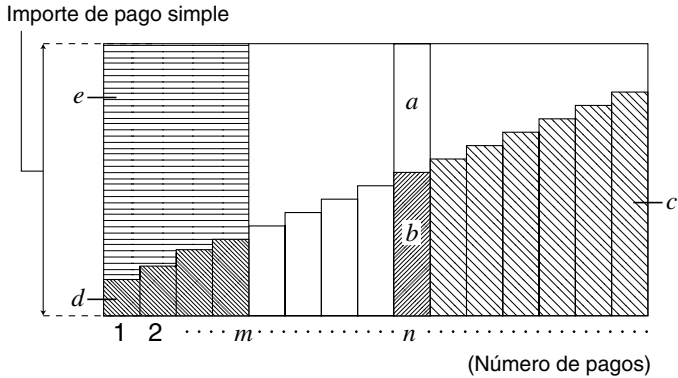 Importe de pago simple
e
a
b
c
d
1 2 · · · · · m · · · · · · · · · · · · · · · n · · · · · · · · · · · · · · · · · · · · · · ·
(Número de pagos)